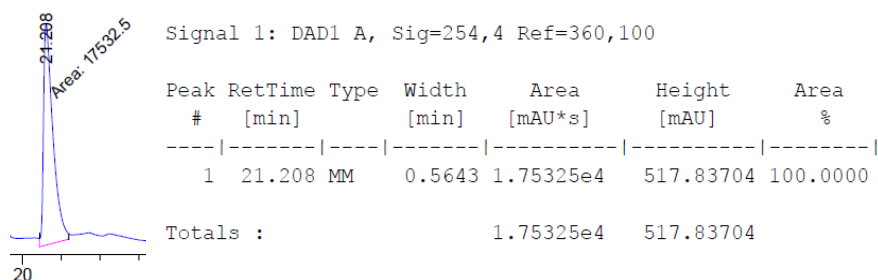 21.208
Area: 17532.5
20
Signal 1: DAD1 A, Sig=254,4 Ref=360,100
Peak RetTime Type  Width     Area      Height     Area
  #   [min]        [min]   [mAU*s]     [mAU]        %
----|-------|----|-------|----------|----------|--------|
   1  21.208 MM    0.5643 1.75325e4  517.83704 100.0000
Totals :                  1.75325e4  517.83704